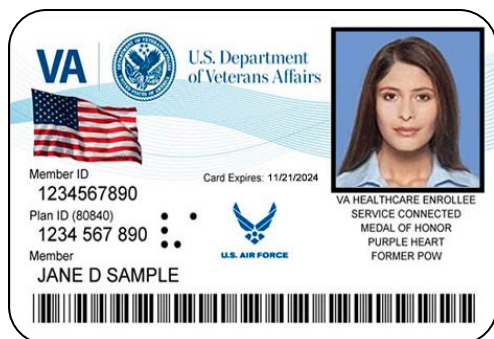 VA
U.S. Department
of Veterans Affairs
Member ID
1234567890
Card Expires: 11/21/2024
Plan ID (80840)
1234 567 890
Member
JANE D SAMPLE
U.S. AIR FORCE
VA HEALTHCARE ENROLLEE
SERVICE CONNECTED
MEDAL OF HONOR
PURPLE HEART
FORMER POW